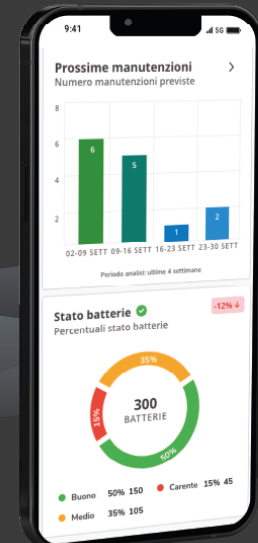 9:41
5G
Prossime manutenzioni
Numero manutenzioni previste
8
6
4
2
6
5
1
2
02-09 SETT 09-16 SETT 16-23 SETT 23-30 SETT
Periodo analisi: ultime 4 settimane
Stato batterie
-12%↓
Percentuali stato batterie
35%
15%
50%
300
BATTERIE
Buono 50% 150
Carente 15% 45
Medio 35% 105